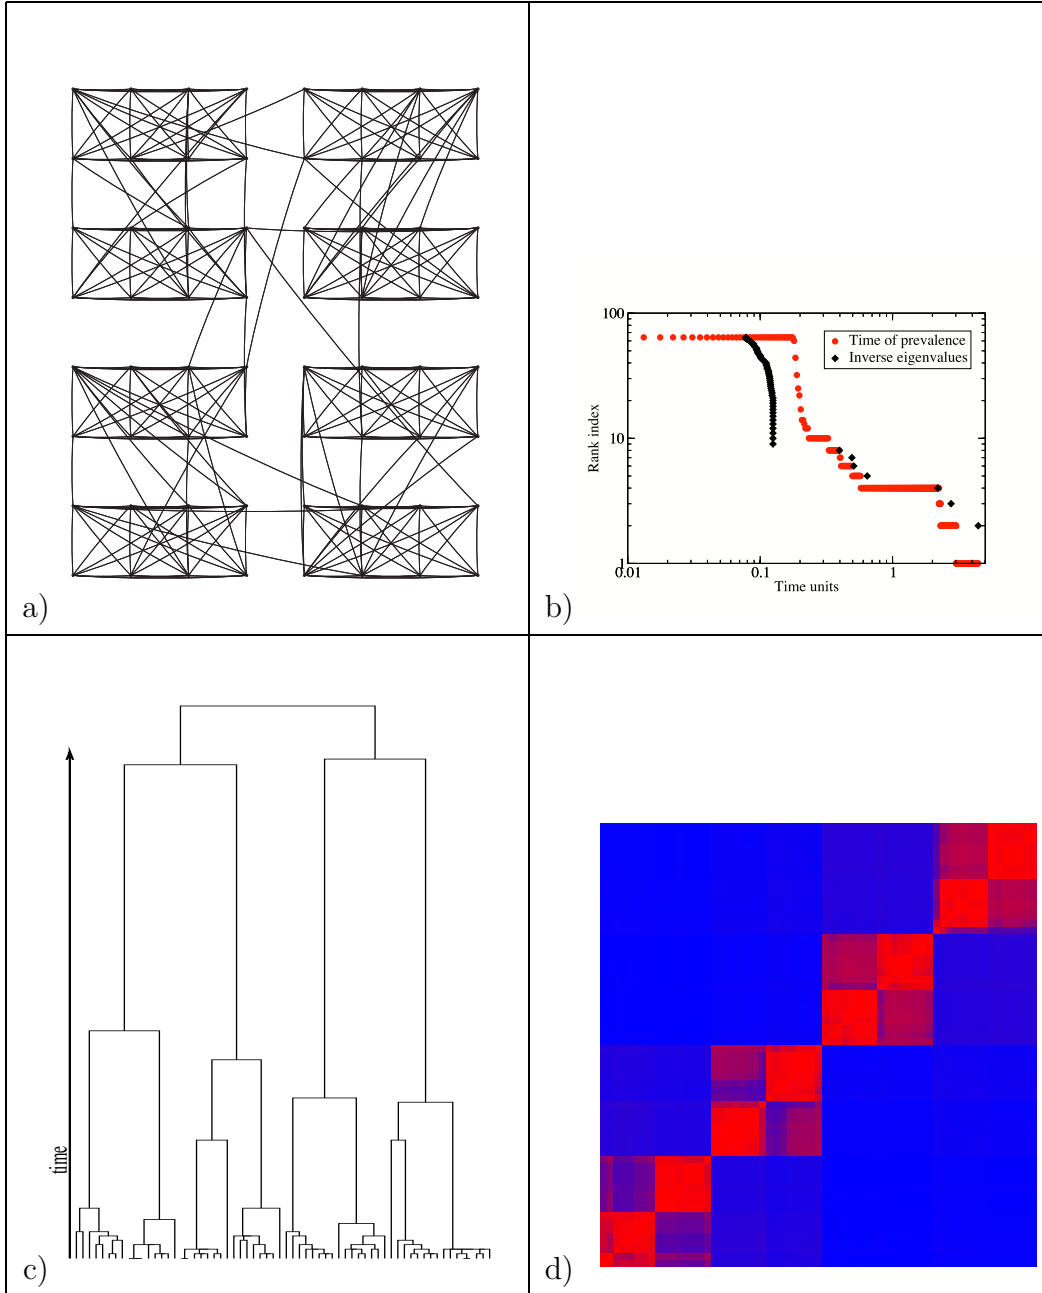 a)
100
Time of prevalence
Inverse eigenvalues
Rank index
10
1
0.01
0.1
1
Time units
b)
time
c)
d)